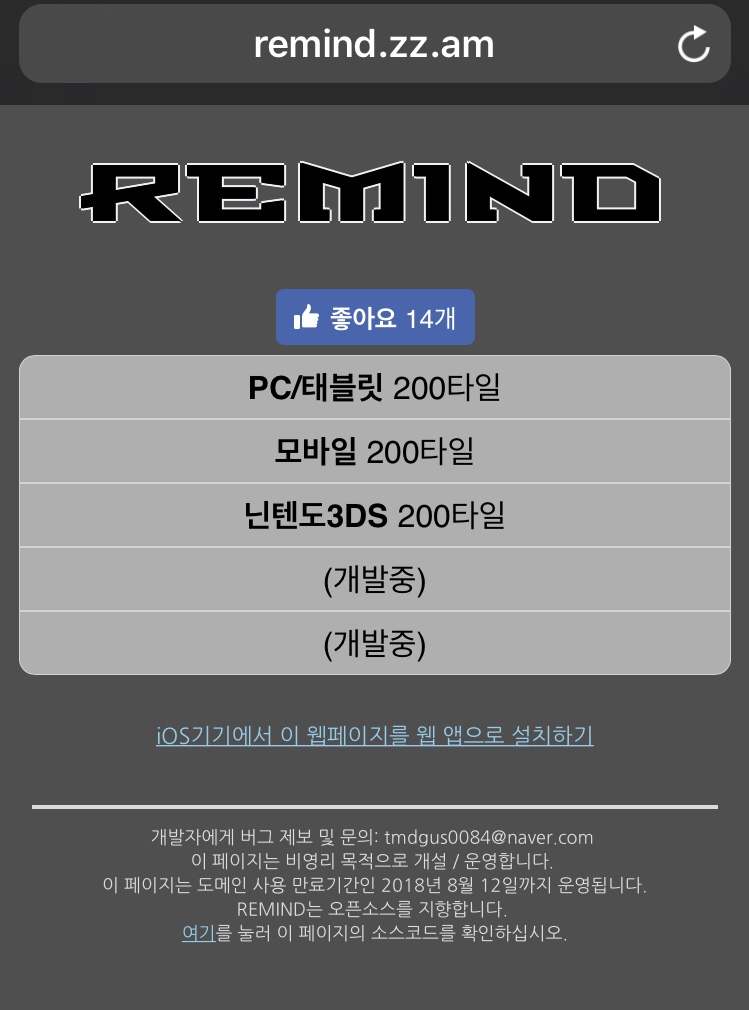 remind.zz.am
REMIND
좋아요 14개
PC/태블릿 200타일
모바일 200타일
닌텐도3DS 200타일
(개발중)
(개발중)
iOS기기에서 이 웹페이지를 웹 앱으로 설치하기
개발자에게 버그 제보 및 문의: tmdgus0084@naver.com
이 페이지는 비영리 목적으로 개설 / 운영합니다.
이 페이지는 도메인 사용 만료기간인 2018년 8월 12일까지 운영됩니다.
REMIND는 오픈소스를 지향합니다.
여기를 눌러 이 페이지의 소스코드를 확인하십시오.